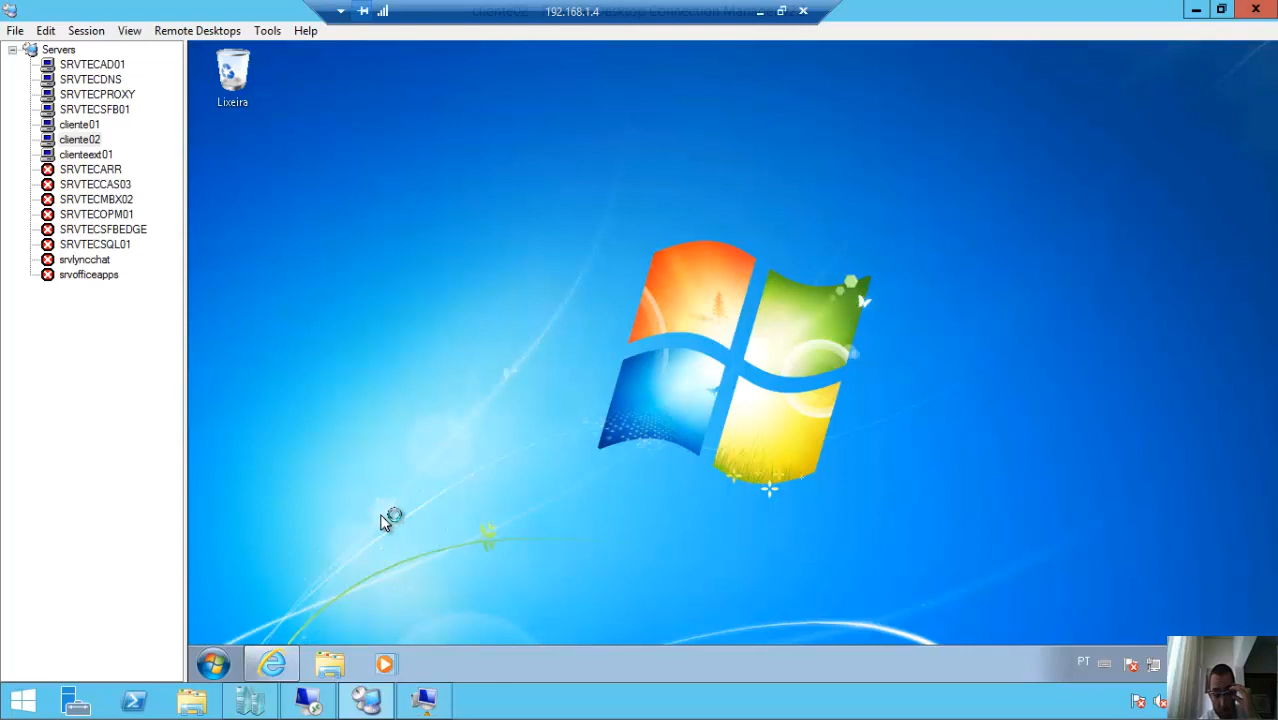 192.168.1.4
File Edit Session View Remote Desktops Tools Help
Servers
SRVTECAD01
SRVTECDNS
SRVTECPROXY
SRVTECSFB01
cliente01
cliente02
clienteext01
SRVTECARR
SRVTECCAS03
SRVTECMBX02
SRVTECOPM01
SRVTECSFBEDGE
SRVTECSQL01
srvlyncchat
srvofficeapps
Lixeira
PT